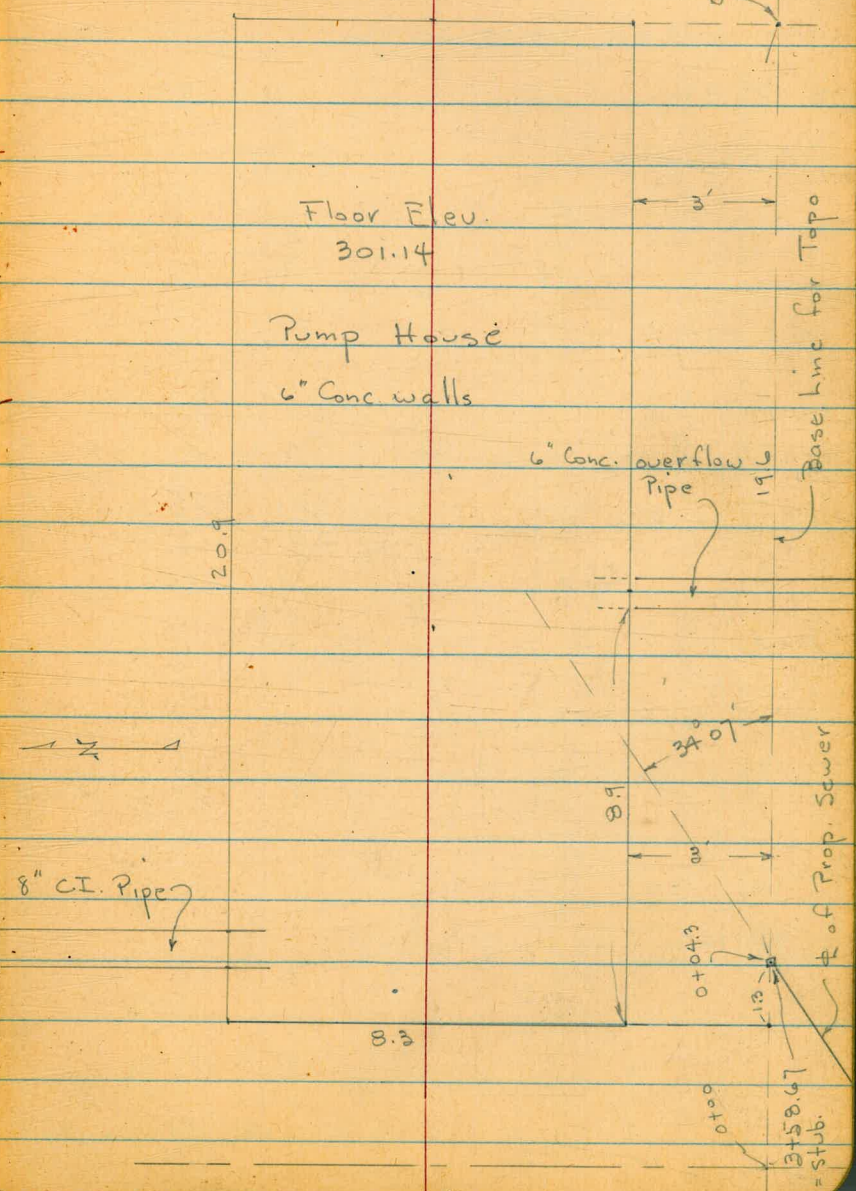 Floor Elev.
301.14
Pump House
6" Conc. walls
6" Conc. overflow
Pipe
3'
Base Line for Topo
19.6
20.9
34° 07'
8.9
3'
8" C.I. Pipe
℄ of Prop. Sewer
0+04.3
1.3
8.3
0+00
3+58.67
= Stub.
N